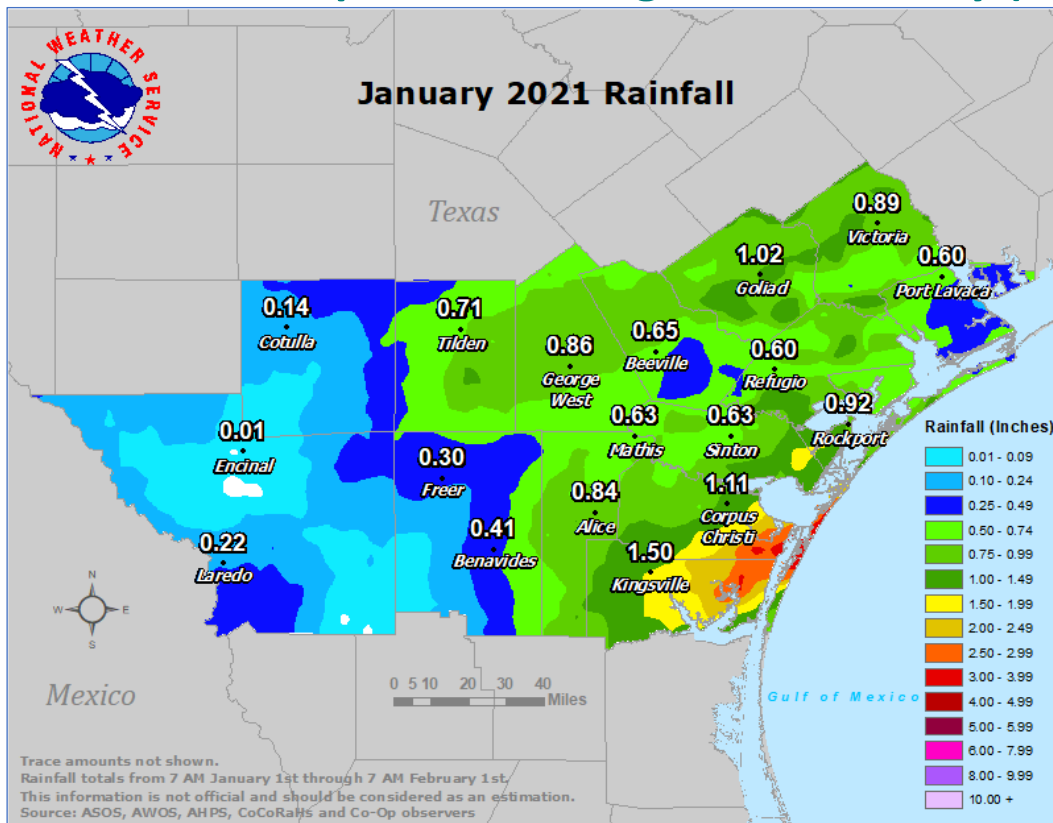 NATIONAL WEATHER SERVICE
January 2021 Rainfall
Texas
0.89
Victoria
1.02
Goliad
0.60
Port Lavaca
0.14
Cotulla
0.71
Tilden
0.86
George
West
0.65
Beeville
0.60
Refugio
0.92
Rockport
0.01
Encinal
0.63
Mathis
0.63
Sinton
0.30
Freer
0.84
Alice
1.11
Corpus
Christi
0.22
Laredo
0.41
Benavides
1.50
Kingsville
N
W E
S
Mexico
0 5 10 20 30 40
Miles
Gulf of Mexico
Rainfall (Inches)
0.01 - 0.09
0.10 - 0.24
0.25 - 0.49
0.50 - 0.74
0.75 - 0.99
1.00 - 1.49
1.50 - 1.99
2.00 - 2.49
2.50 - 2.99
3.00 - 3.99
4.00 - 4.99
5.00 - 5.99
6.00 - 7.99
8.00 - 9.99
10.00 +
Trace amounts not shown.
Rainfall totals from 7 AM January 1st through 7 AM February 1st.
This information is not official and should be considered as an estimation.
Source: ASOS, AWOS, AHPS, CoCoRaHs and Co-Op observers